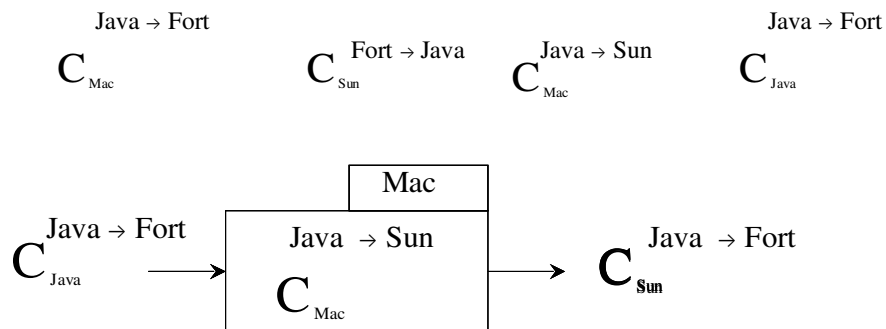 Java → Fort Fort → Java Java → Sun Java → Fort
C Mac C Sun C Mac C Java
Mac
Java → Fort Java → Sun Java → Fort
C Java C Mac C Sun